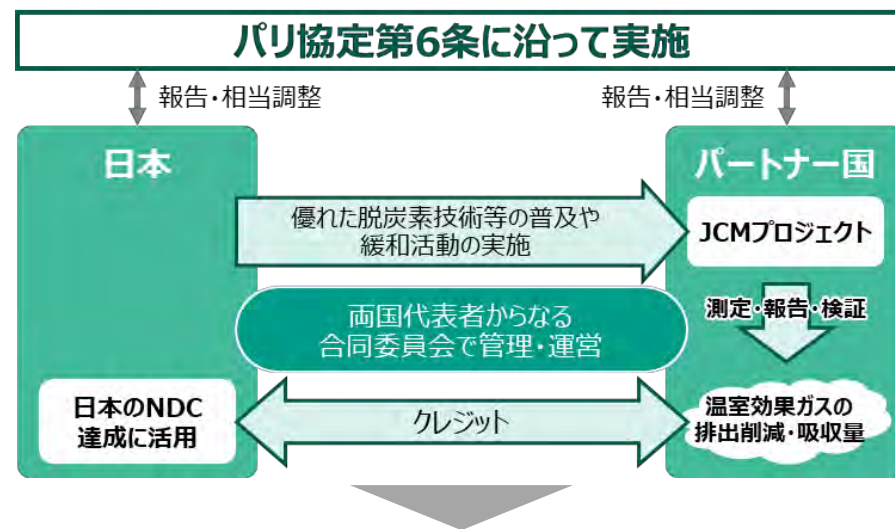 パリ協定第6条に沿って実施
報告・相当調整
報告・相当調整
日本
パートナー国
優れた脱炭素技術等の普及や
緩和活動の実施
JCMプロジェクト
測定・報告・検証
両国代表者からなる
合同委員会で管理・運営
日本のNDC
達成に活用
クレジット
温室効果ガスの
排出削減・吸収量